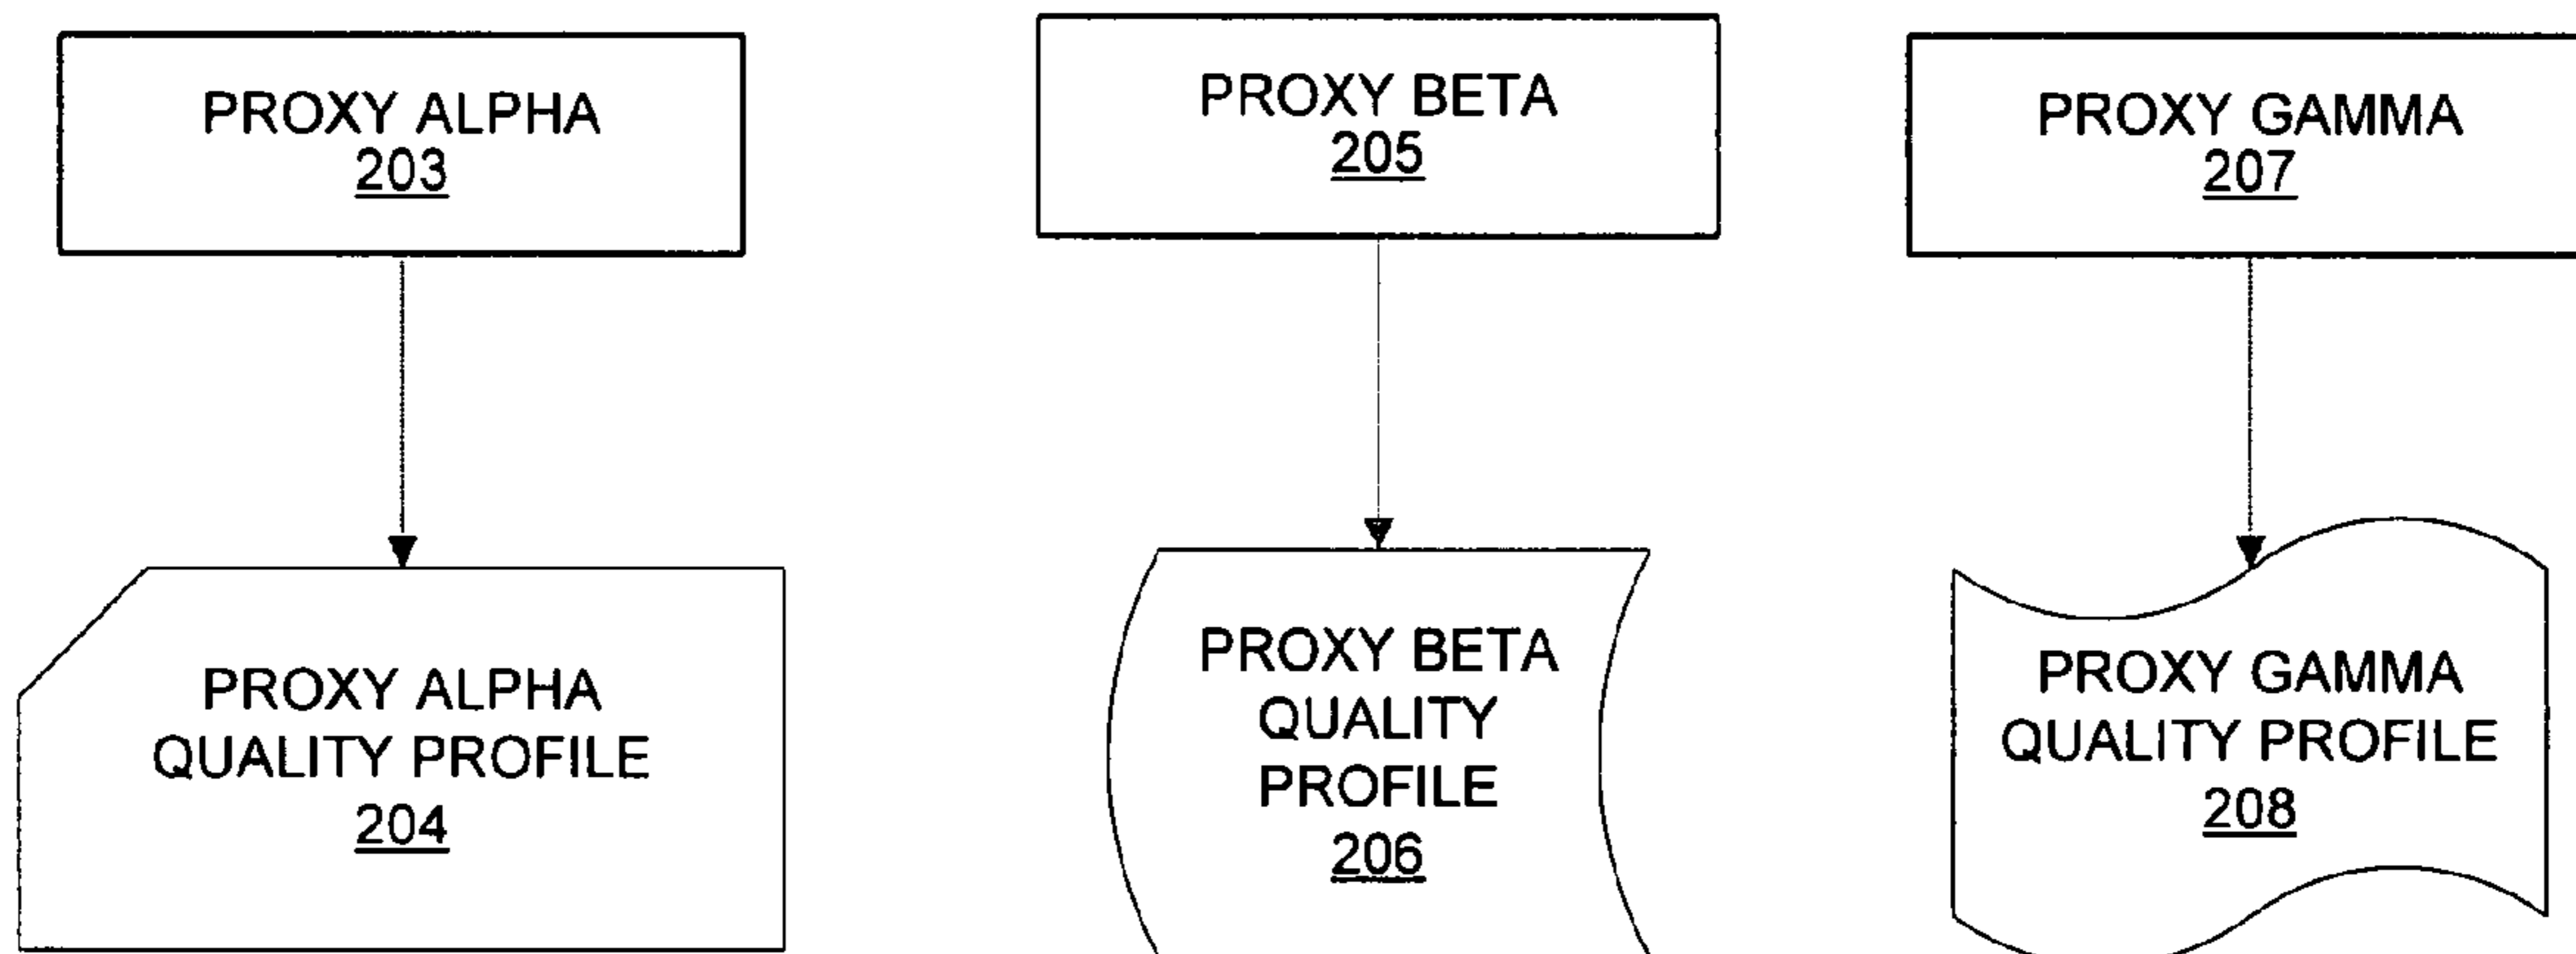 PROXY ALPHA
203
PROXY BETA
205
PROXY GAMMA
207
PROXY ALPHA
QUALITY PROFILE
204
PROXY BETA
QUALITY
PROFILE
206
PROXY GAMMA
QUALITY PROFILE
208